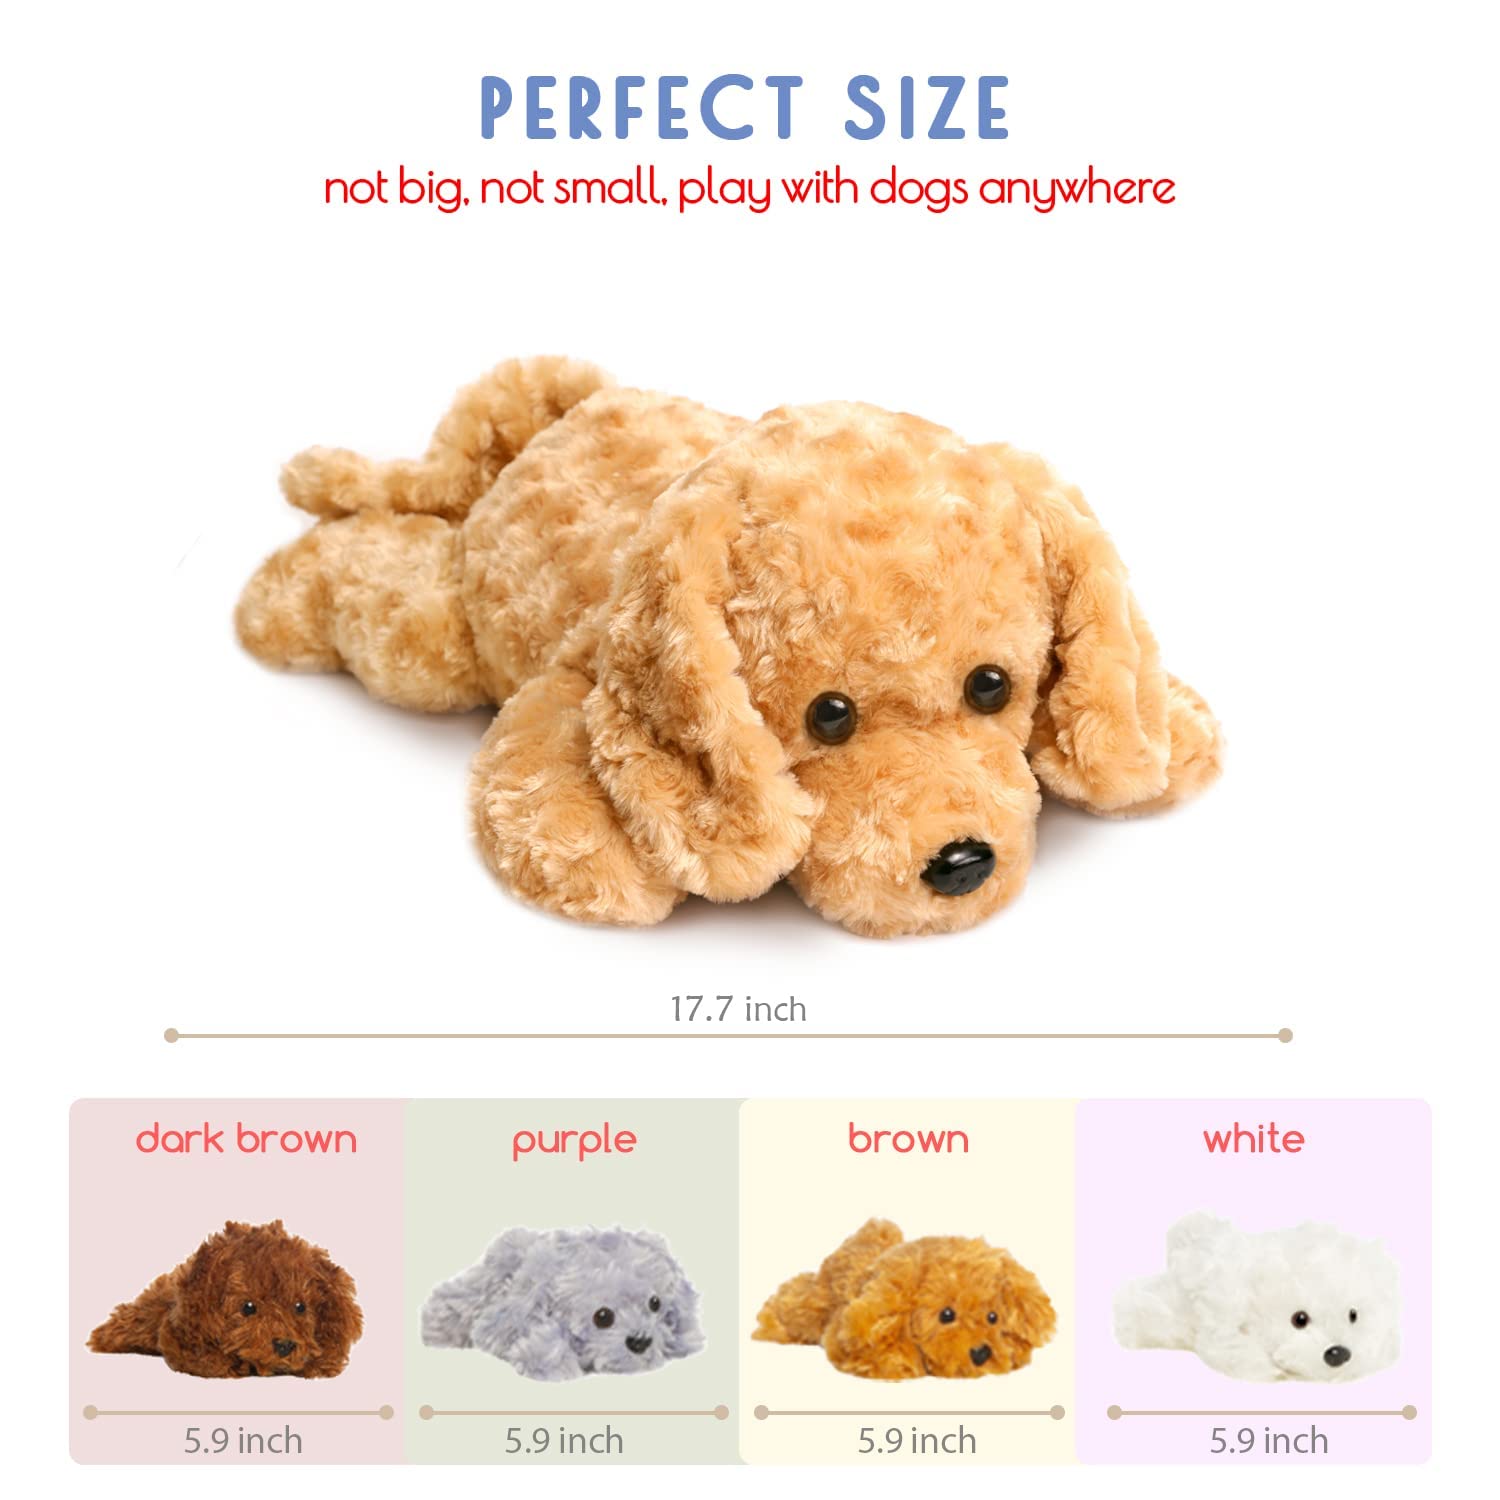 PERFECT SIZE
not big, not small, play with dogs anywhere
17.7 inch
dark brown
purple
brown
white
5.9 inch
5.9 inch
5.9 inch
5.9 inch